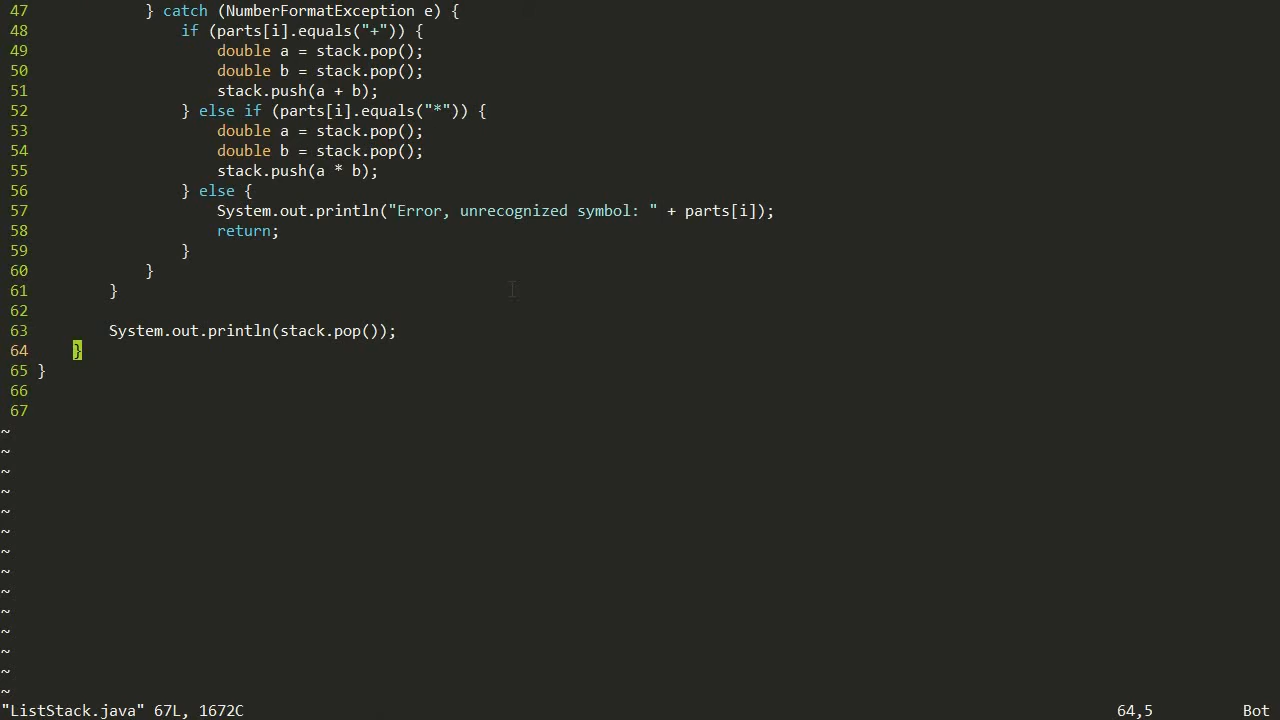 47             } catch (NumberFormatException e) {
48                 if (parts[i].equals("+")) {
49                     double a = stack.pop();
50                     double b = stack.pop();
51                     stack.push(a + b);
52                 } else if (parts[i].equals("*")) {
53                     double a = stack.pop();
54                     double b = stack.pop();
55                     stack.push(a * b);
56                 } else {
57                     System.out.println("Error, unrecognized symbol: " + parts[i]);
58                     return;
59                 }
60             }
61         }
62
63         System.out.println(stack.pop());
64     }
65 }
66
67
~
~
~
~
~
~
~
~
~
~
~
~
~
~
"ListStack.java" 67L, 1672C 64,5 Bot